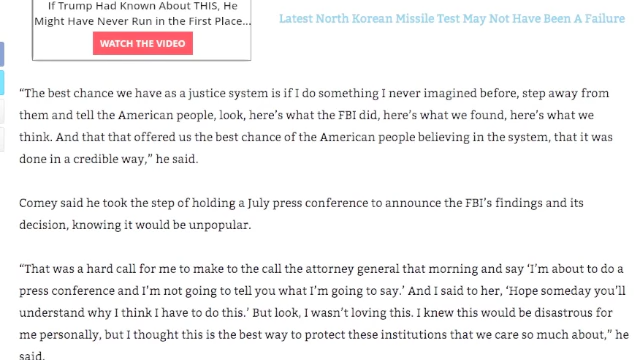 If Trump Had Known About THIS, He
Might Have Never Run in the First Place...
WATCH THE VIDEO
Latest North Korean Missile Test May Not Have Been A Failure
“The best chance we have as a justice system is if I do something I never imagined before, step away from
them and tell the American people, look, here’s what the FBI did, here’s what we found, here’s what we
think. And that that offered us the best chance of the American people believing in the system, that it was
done in a credible way,” he said.
Comey said he took the step of holding a July press conference to announce the FBI’s findings and its
decision, knowing it would be unpopular.
“That was a hard call for me to make to the call the attorney general that morning and say ‘I’m about to do a
press conference and I’m not going to tell you what I’m going to say.’ And I said to her, ‘Hope someday you’ll
understand why I think I have to do this.’ But look, I wasn’t loving this. I knew this would be disastrous for
me personally, but I thought this is the best way to protect these institutions that we care so much about,” he
said.